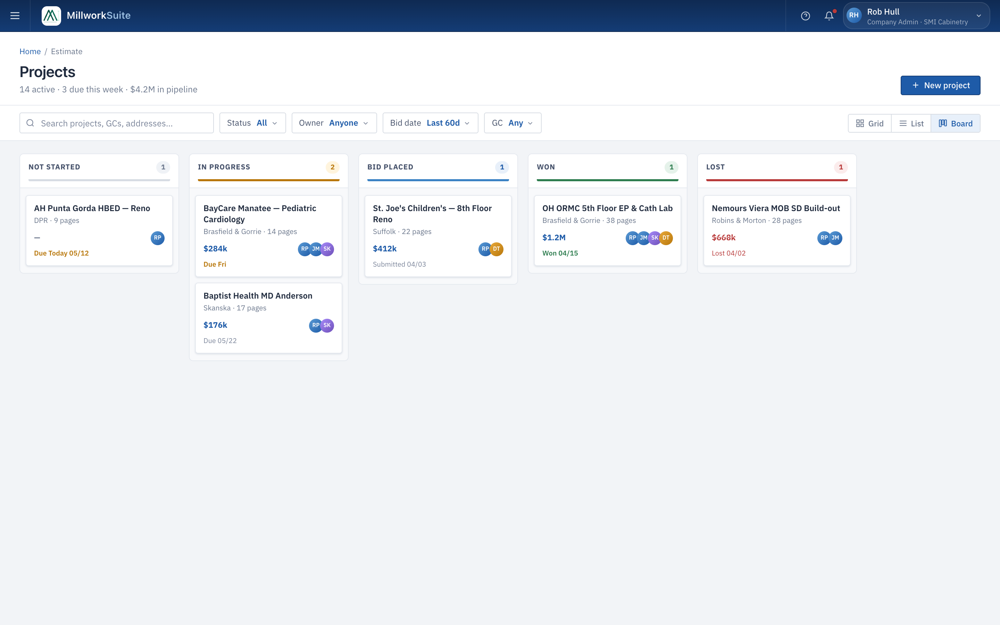 MillworkSuite
RH
Rob Hull
Company Admin · SMI Cabinetry
Home / Estimate
Projects
14 active · 3 due this week · $4.2M in pipeline
+ New project
Search projects, GCs, addresses...
Status All
Owner Anyone
Bid date Last 60d
GC Any
Grid
List
Board
NOT STARTED 1
AH Punta Gorda HBED — Reno
DPR · 9 pages
—
RP
Due Today 05/12
IN PROGRESS 2
BayCare Manatee — Pediatric
Cardiology
Brasfield & Gorrie · 14 pages
$284k
RP JM SK
Due Fri
Baptist Health MD Anderson
Skanska · 17 pages
$176k
RP SK
Due 05/22
BID PLACED 1
St. Joe's Children's — 8th Floor
Reno
Suffolk · 22 pages
$412k
RP DT
Submitted 04/03
WON 1
OH ORMC 5th Floor EP & Cath Lab
Brasfield & Gorrie · 38 pages
$1.2M
RP JM SK DT
Won 04/15
LOST 1
Nemours Viera MOB SD Build-out
Robins & Morton · 28 pages
$668k
RP JM
Lost 04/02